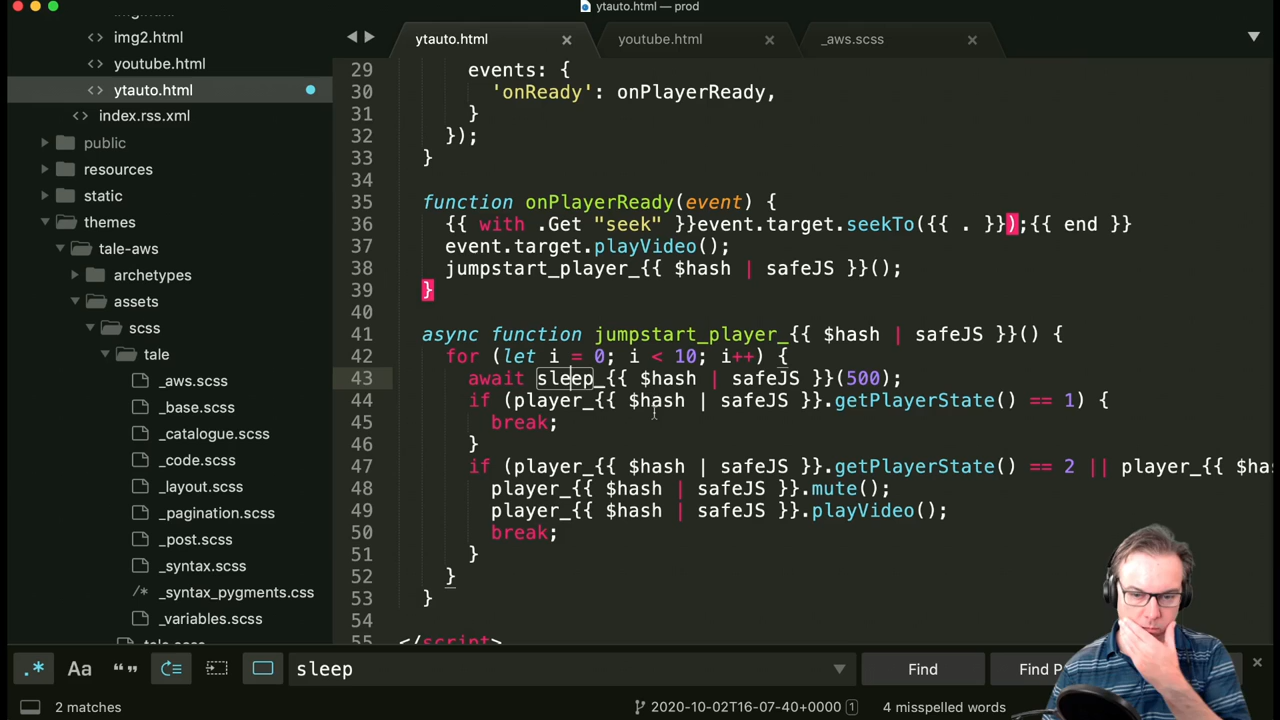 ytauto.html — prod
img2.html
youtube.html
ytauto.html
index.rss.xml
public
resources
static
themes
tale-aws
archetypes
assets
scss
tale
_aws.scss
_base.scss
_catalogue.scss
_code.scss
_layout.scss
_pagination.scss
_post.scss
_syntax.scss
/* _syntax_pygments.css
_variables.scss
ytauto.html
youtube.html
_aws.scss
29 events: {
30 'onReady': onPlayerReady,
31 }
32 });
33 }
34
35 function onPlayerReady(event) {
36 {{ with .Get "seek" }}event.target.seekTo({{ . }});{{ end }}
37 event.target.playVideo();
38 jumpstart_player_{{ $hash | safeJS }}();
39 }
40
41 async function jumpstart_player_{{ $hash | safeJS }}() {
42 for (let i = 0; i < 10; i++) {
43 await sleep_{{ $hash | safeJS }}(500);
44 if (player_{{ $hash | safeJS }}.getPlayerState() == 1) {
45 break;
46 }
47 if (player_{{ $hash | safeJS }}.getPlayerState() == 2 || player_{{ $has
48 player_{{ $hash | safeJS }}.mute();
49 player_{{ $hash | safeJS }}.playVideo();
50 break;
51 }
52 }
53 }
54
55 </script>
.* Aa “” sleep Find Find P
2 matches
2020-10-02T16-07-40+0000 1
4 misspelled words